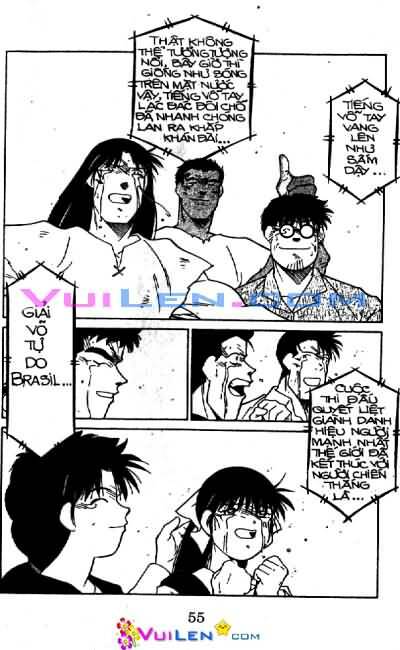 THẬT KHÔNG
THỂ TƯỞNG TƯỢNG
NỔI, BÂY GIỜ THÌ
GIỐNG NHƯ BÓNG
TRÊN MẶT NƯỚC
VẬY, TIẾNG VỖ TAY
LẠC ĐẠC ĐÔI CHỖ
ĐÃ NHANH CHÓNG
LAN RA KHẮP
KHÁN ĐÀI...
TIẾNG
VỖ TAY
VANG
LÊN
NHƯ
SẤM
DẬY...
VUILEN.COM
GIẢI
VÕ
TỰ
DO
BRASIL...
CUỘC
THI ĐẤU
QUYẾT LIỆT
GIÀNH DANH
HIỆU NGƯỜI
MẠNH NHẤT
THẾ GIỚI ĐÃ
KẾT THÚC VỚI
NGƯỜI CHIẾN
THẮNG
LÀ...
55
VUILEN.COM